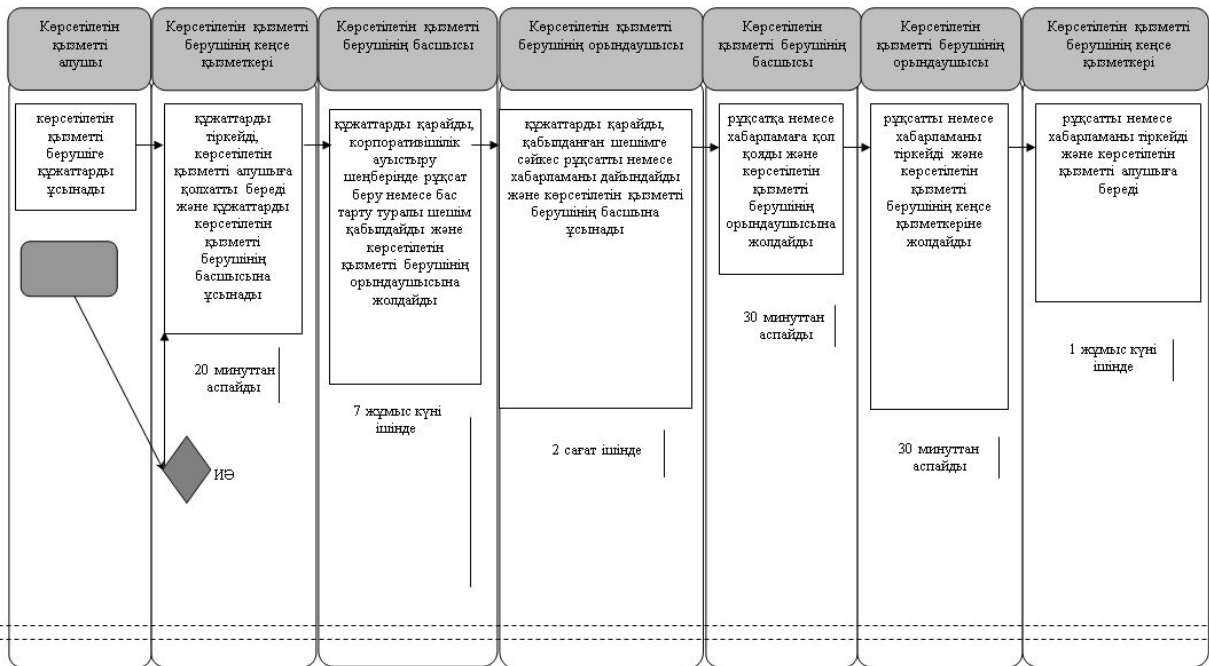 Көрсетілетін
қызметті
алушы
Көрсетілетін қызметті
берушінің кеңсе
қызметкері
Көрсетілетін қызметті
берушінің басшысы
Көрсетілетін қызметті
берушінің орындаушысы
Көрсетілетін
қызметті берушінің
басшысы
Көрсетілетін
қызметті берушінің
орындаушысы
Көрсетілетін қызметті
берушінің кеңсе
қызметкері
көрсетілетін
қызметті
берушіге
құжаттарды
ұсынады
құжаттарды
тіркейді,
көрсетілетін
қызметті алушыға
қолхатты береді
және құжаттарды
көрсетілетін
қызметті
берушінің
басшысына
ұсынады
20 минуттан
аспайды
ИӘ
құжаттарды қарайды,
корпоративішілік
ауыстыру
шеңберінде рұқсат
беру немесе бас
тарту туралы шешім
қабылдайды және
көрсетілетін
қызметті берушінің
орындаушысына
жолдайды
7 жұмыс күні
ішінде
құжаттарды қарайды,
қабылданған шешімге
сәйкес рұқсатты немесе
хабарламаны дайындайды
және көрсетілетін қызметті
берушінің басшына
ұсынады
2 сағат ішінде
рұқсатқа немесе
хабарламаға қол
қояды және
көрсетілетін
қызметті
берушінің
орындаушысына
жолдайды
30 минуттан
аспайды
рұқсатты немесе
хабарламаны
тіркейді және
көрсетілетін
қызметті
берушінің кеңсе
қызметкеріне
жолдайды
30 минуттан
аспайды
рұқсатты немесе
хабарламаны тіркейді
және көрсетілетін
қызметті алушыға
береді
1 жұмыс күні
ішінде